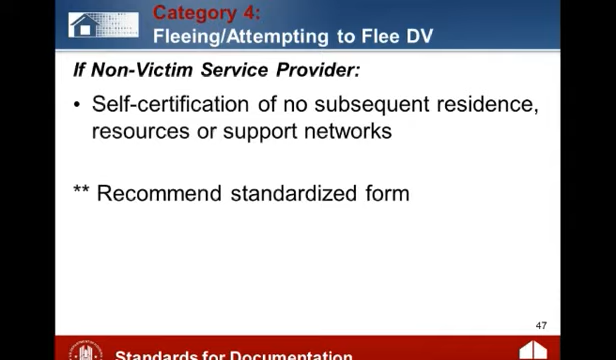 Category 4:
Fleeing/Attempting to Flee DV
If Non-Victim Service Provider:
• Self-certification of no subsequent residence,
resources or support networks
** Recommend standardized form
47
Standards for Documentation